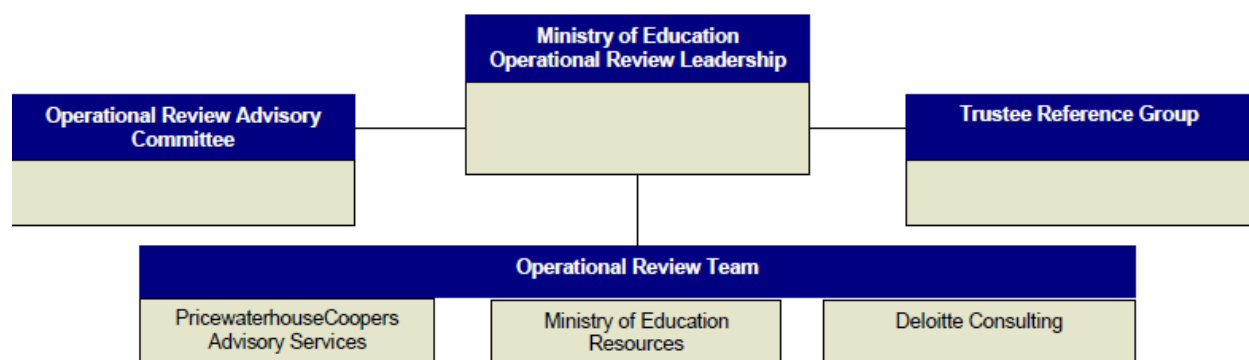 Ministry of Education
Operational Review Leadership
Operational Review Advisory
Committee
Trustee Reference Group
Operational Review Team
PricewaterhouseCoopers
Advisory Services
Ministry of Education
Resources
Deloitte Consulting